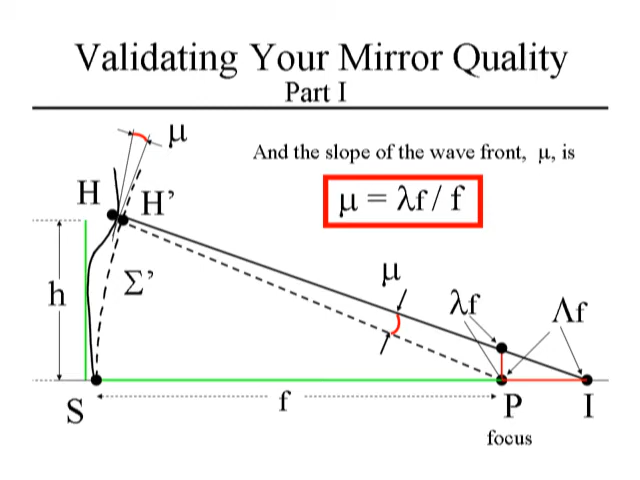 Validating Your Mirror Quality
Part I
μ
And the slope of the wave front, μ, is
H
H’
μ = λf / f
Σ’
h
μ
λf
Λf
S
f
P
I
focus